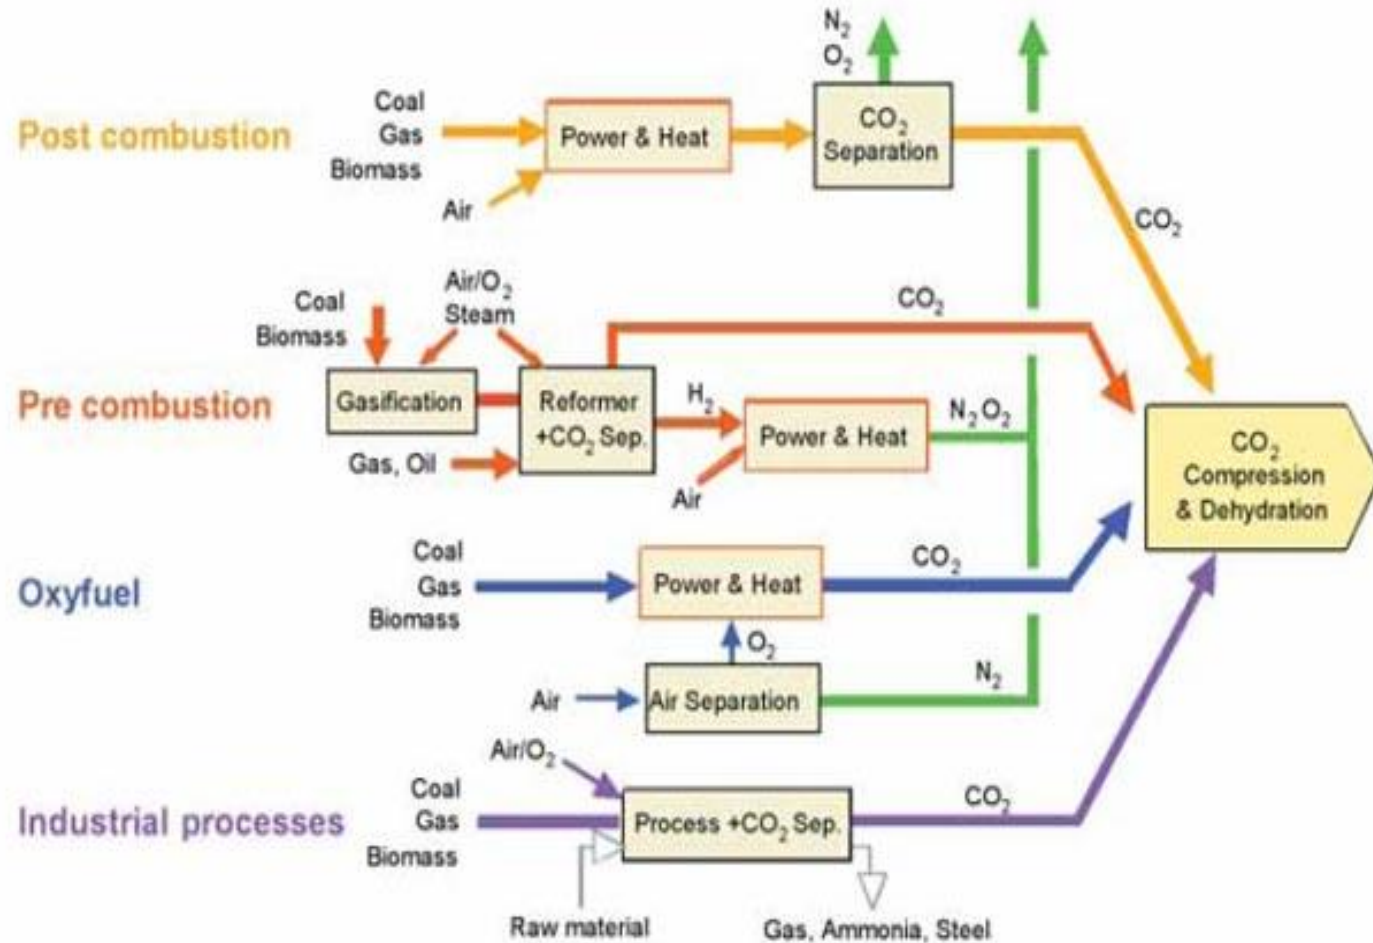 N₂
O₂
Post combustion
Coal
Gas
Biomass
Air
Power & Heat
CO₂
Separation
CO₂
Pre combustion
Coal
Biomass
Air/O₂
Steam
Gasification
Gas, Oil
Reformer
+CO₂ Sep.
CO₂
H₂
Air
Power & Heat
N₂O₂
CO₂
Compression
& Dehydration
Oxyfuel
Coal
Gas
Biomass
Power & Heat
CO₂
O₂
Air
Air Separation
N₂
Industrial processes
Air/O₂
Coal
Gas
Biomass
Process +CO₂ Sep.
CO₂
Raw material
Gas, Ammonia, Steel